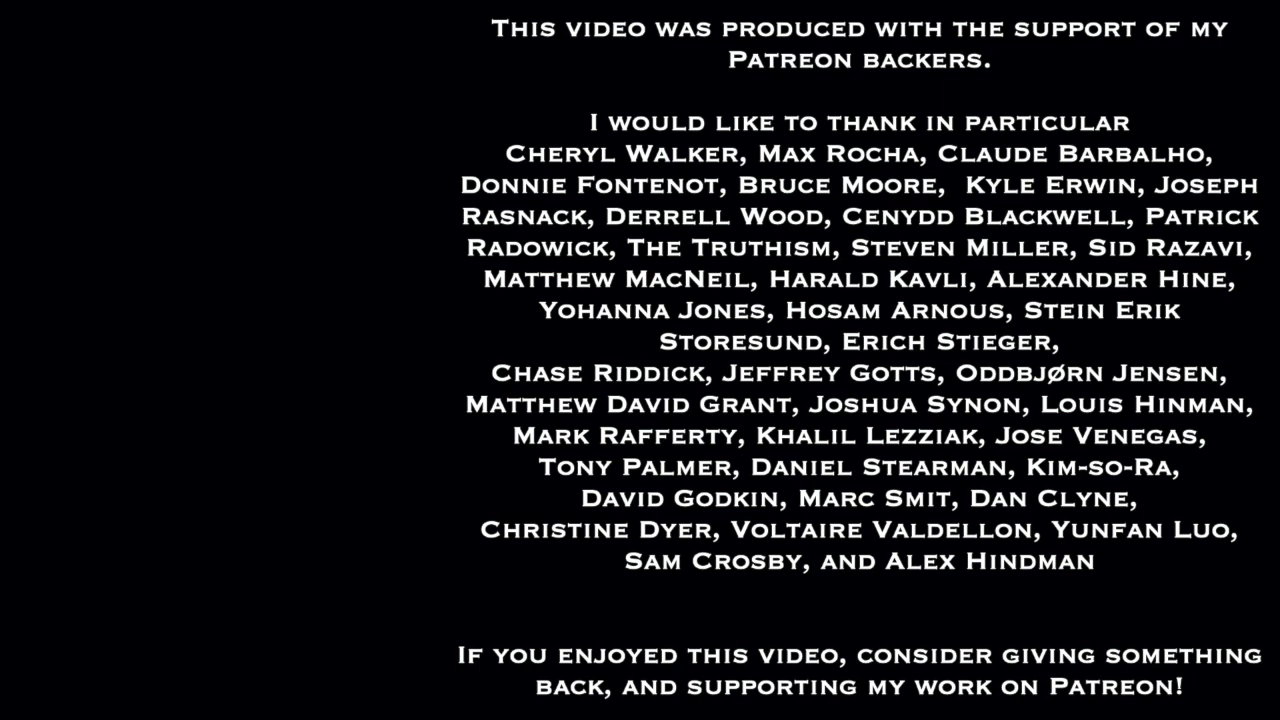 This video was produced with the support of my
Patreon backers.
I would like to thank in particular
Cheryl Walker, Max Rocha, Claude Barbalho,
Donnie Fontenot, Bruce Moore,  Kyle Erwin, Joseph
Rasnack, Derrell Wood, Cenydd Blackwell, Patrick
Radowick, The Truthism, Steven Miller, Sid Razavi,
Matthew MacNeil, Harald Kavli, Alexander Hine,
Yohanna Jones, Hosam Arnous, Stein Erik
Storesund, Erich Stieger,
Chase Riddick, Jeffrey Gotts, Oddbjørn Jensen,
Matthew David Grant, Joshua Synon, Louis Hinman,
Mark Rafferty, Khalil Lezziak, Jose Venegas,
Tony Palmer, Daniel Stearman, Kim-so-Ra,
David Godkin, Marc Smit, Dan Clyne,
Christine Dyer, Voltaire Valdellon, Yunfan Luo,
Sam Crosby, and Alex Hindman
If you enjoyed this video, consider giving something
back, and supporting my work on Patreon!